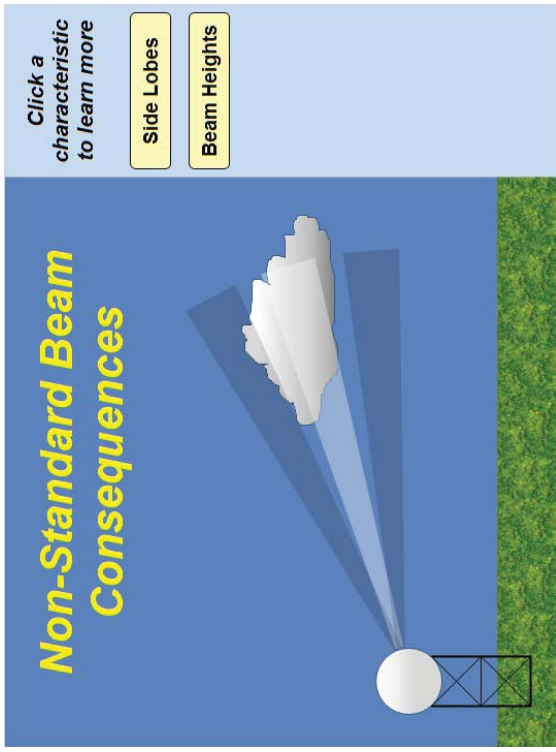 Non-Standard Beam
Consequences
Click a
characteristic
to learn more
Side Lobes
Beam Heights